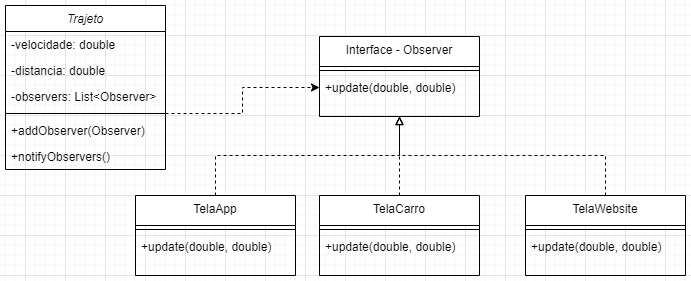 Trajeto
-velocidade: double
-distancia: double
-observers: List<Observer>
+addObserver(Observer)
+notifyObservers()
Interface - Observer
+update(double, double)
TelaApp
+update(double, double)
TelaCarro
+update(double, double)
TelaWebsite
+update(double, double)